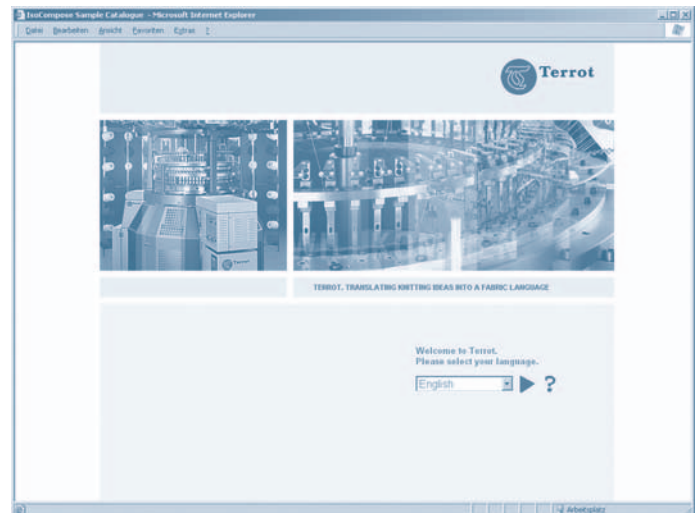 IsoCompose Sample Catalogue - Microsoft Internet Explorer
Datei Bearbeiten Ansicht Favoriten Extras ?
Terrot
TERROT. TRANSLATING KNITTING IDEAS INTO A FABRIC LANGUAGE
Welcome to Terrot.
Please select your language.
English ?
Arbeitsplatz